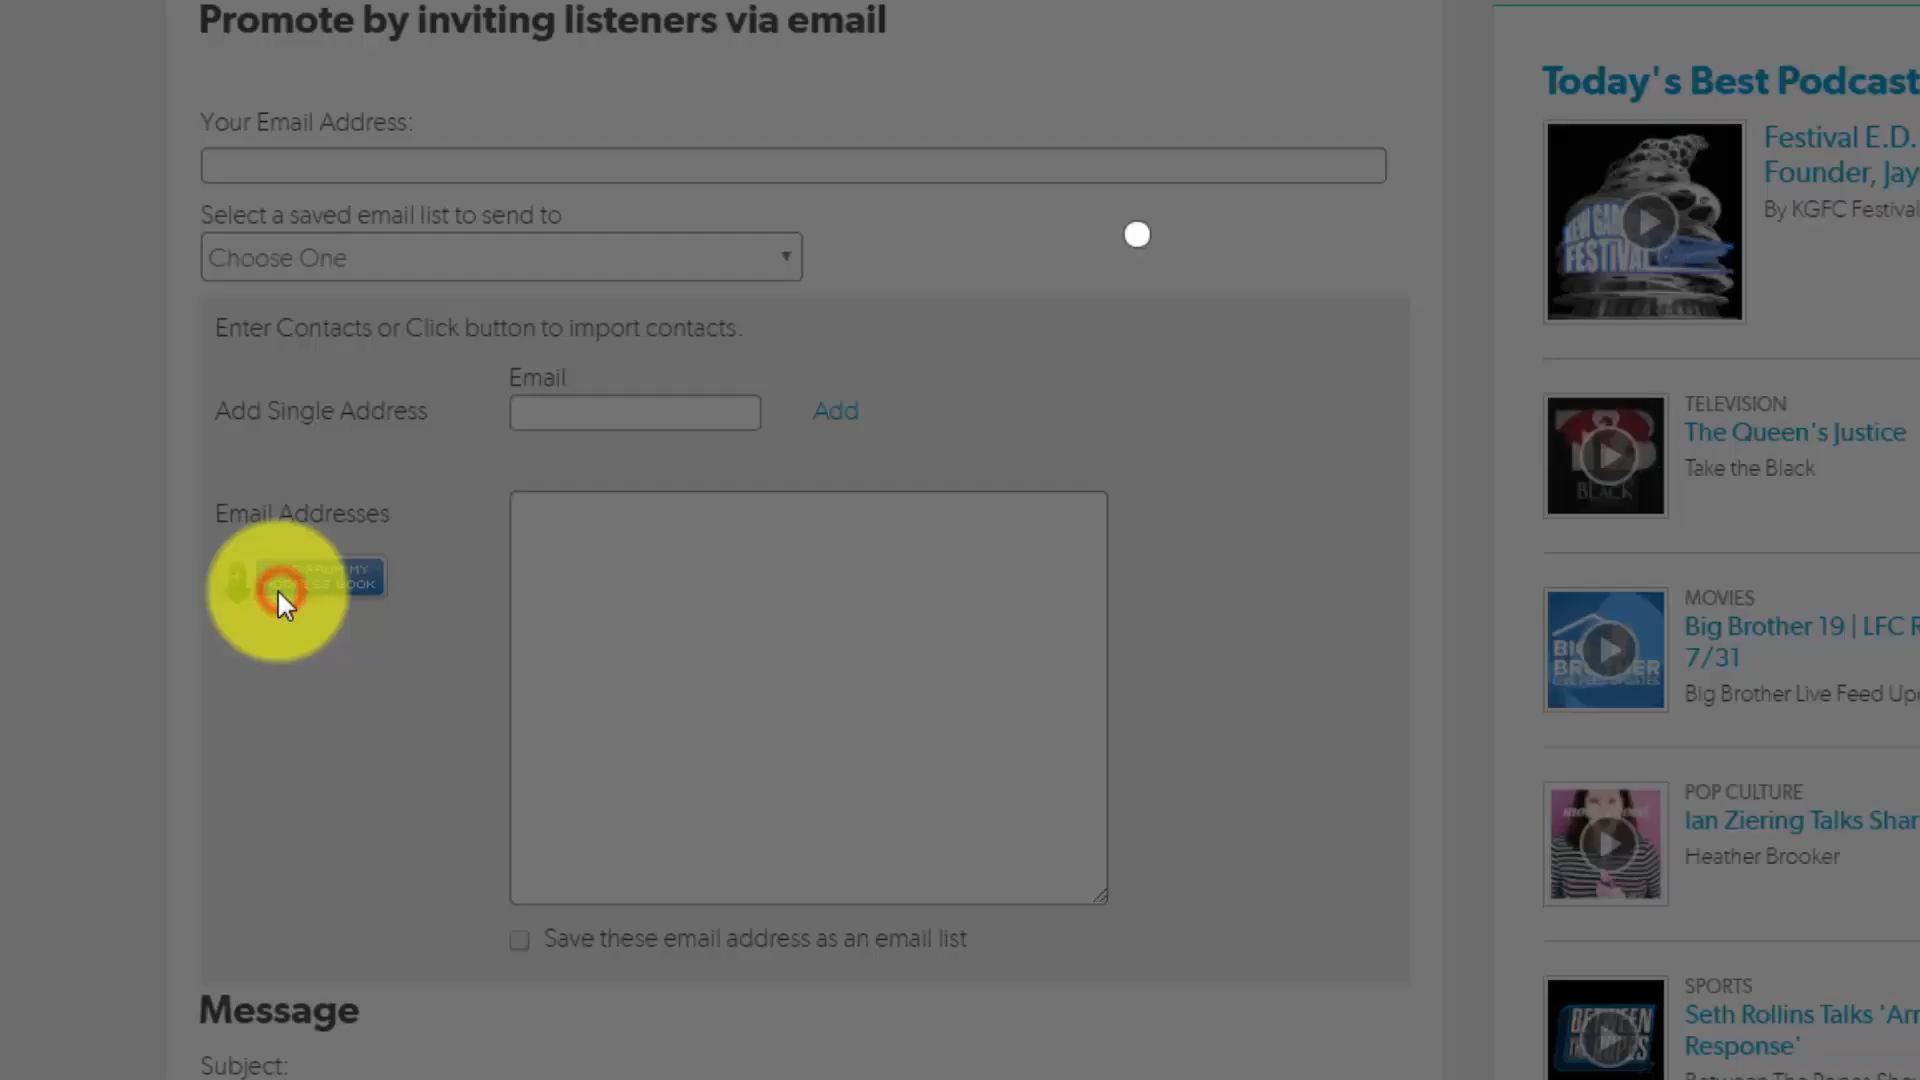 Promote by inviting listeners via email
Your Email Address:
Select a saved email list to send to
Choose One
Enter Contacts or Click button to import contacts.
Email
Add Single Address
Add
Email Addresses
FROM MY
BOOK
Save these email address as an email list
Message
Subject:
Today's Best Podcast
Festival E.D.
Founder, Jay
By KGFC Festival
FESTIVAL
TELEVISION
The Queen's Justice
Take the Black
BLACK
MOVIES
Big Brother 19 | LFC R
7/31
Big Brother Live Feed Up
POP CULTURE
Ian Ziering Talks Shar
Heather Brooker
SPORTS
Seth Rollins Talks 'Arr
Response'